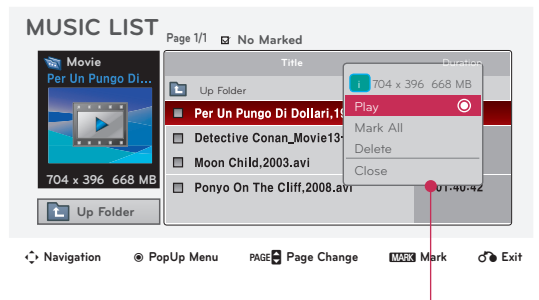 MUSIC LIST
Page 1/1 No Marked
Movie
Per Un Pungo Di...
704 x 396 668 MB
Up Folder
Title Duration
Up Folder
Per Un Pungo Di Dollari,19
Detective Conan_Movie13
Moon Child,2003.avi
Ponyo On The Cliff,2008.avi 01:40:42
i 704 x 396 668 MB
Play
Mark All
Delete
Close
Navigation PopUp Menu PAGE Page Change MARK Mark Exit